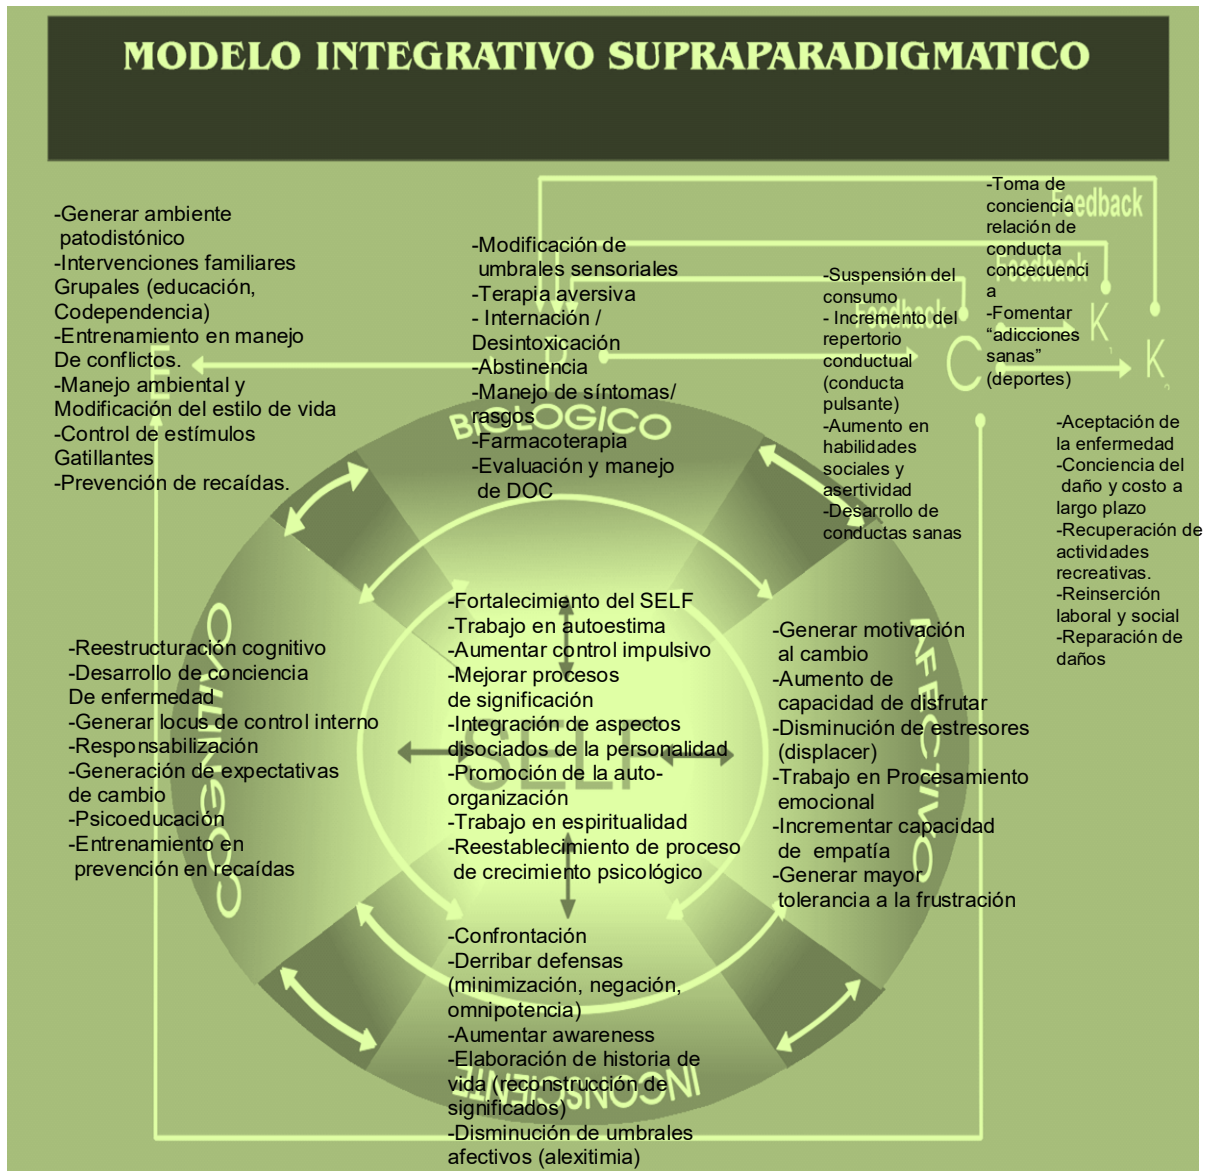 MODELO INTEGRATIVO SUPRAPARADIGMATICO
-Generar ambiente
patodistónico
-Intervenciones familiares
Grupales (educación,
Codependencia)
-Entrenamiento en manejo
De conflictos.
-Manejo ambiental y
Modificación del estilo de vida
-Control de estímulos
Gatillantes
-Prevención de recaídas.
E
-Modificación de
umbrales sensoriales
-Terapia aversiva
- Internación /
Desintoxicación
-Abstinencia
-Manejo de síntomas/
rasgos
-Farmacoterapia
-Evaluación y manejo
de DOC
BIOLOGICO
-Suspensión del
consumo
- Incremento del
repertorio
conductual
(conducta
pulsante)
-Aumento en
habilidades
sociales y
asertividad
-Desarrollo de
conductas sanas
Feedback
Feedback
Feedback
C
K
K
-Toma de
conciencia
relación de
conducta
concecuenci
a
-Fomentar
“adicciones
sanas”
(deportes)
-Aceptación de
la enfermedad
-Conciencia del
daño y costo a
largo plazo
-Recuperación de
actividades
recreativas.
-Reinserción
laboral y social
-Reparación de
daños
-Reestructuración cognitivo
-Desarrollo de conciencia
De enfermedad
-Generar locus de control interno
-Responsabilización
-Generación de expectativas
de cambio
-Psicoeducación
-Entrenamiento en
prevención en recaídas
-Fortalecimiento del SELF
-Trabajo en autoestima
-Aumentar control impulsivo
-Mejorar procesos
de significación
-Integración de aspectos
disociados de la personalidad
-Promoción de la auto-
organización
-Trabajo en espiritualidad
-Reestablecimiento de proceso
de crecimiento psicológico
SELF
-Generar motivación
al cambio
-Aumento de
capacidad de disfrutar
-Disminución de estresores
(displacer)
-Trabajo en Procesamiento
emocional
-Incrementar capacidad
de empatía
-Generar mayor
tolerancia a la frustración
AFECTIVO
-Confrontación
-Derribar defensas
(minimización, negación,
omnipotencia)
-Aumentar awareness
-Elaboración de historia de
vida (reconstrucción de
significados)
-Disminución de umbrales
afectivos (alexitimia)
INCONSCIENTE